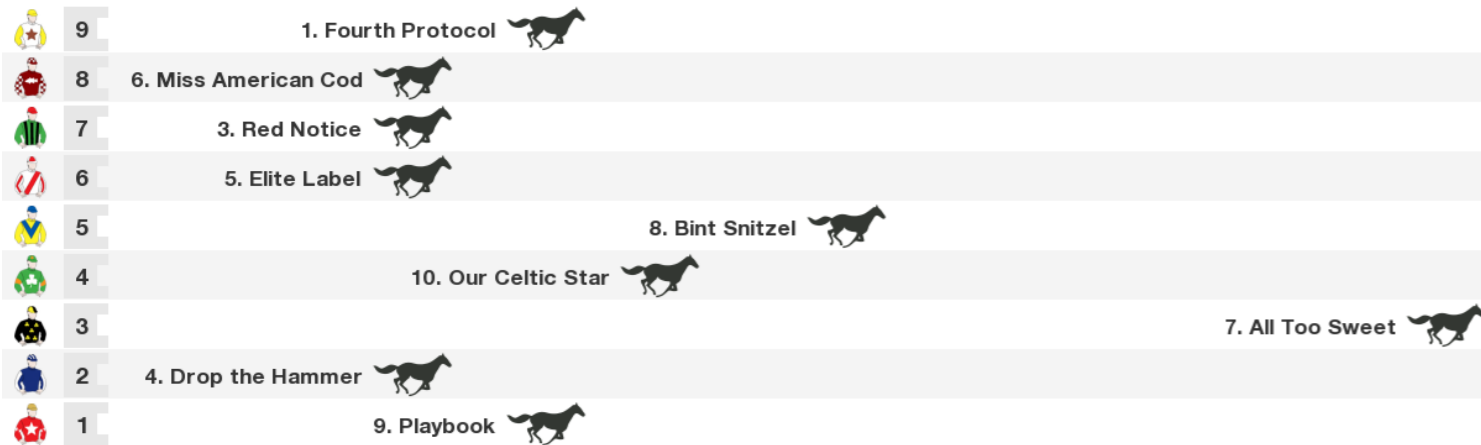 9 1. Fourth Protocol
8 6. Miss American Cod
7 3. Red Notice
6 5. Elite Label
5 8. Bint Snitzel
4 10. Our Celtic Star
3 7. All Too Sweet
2 4. Drop the Hammer
1 9. Playbook